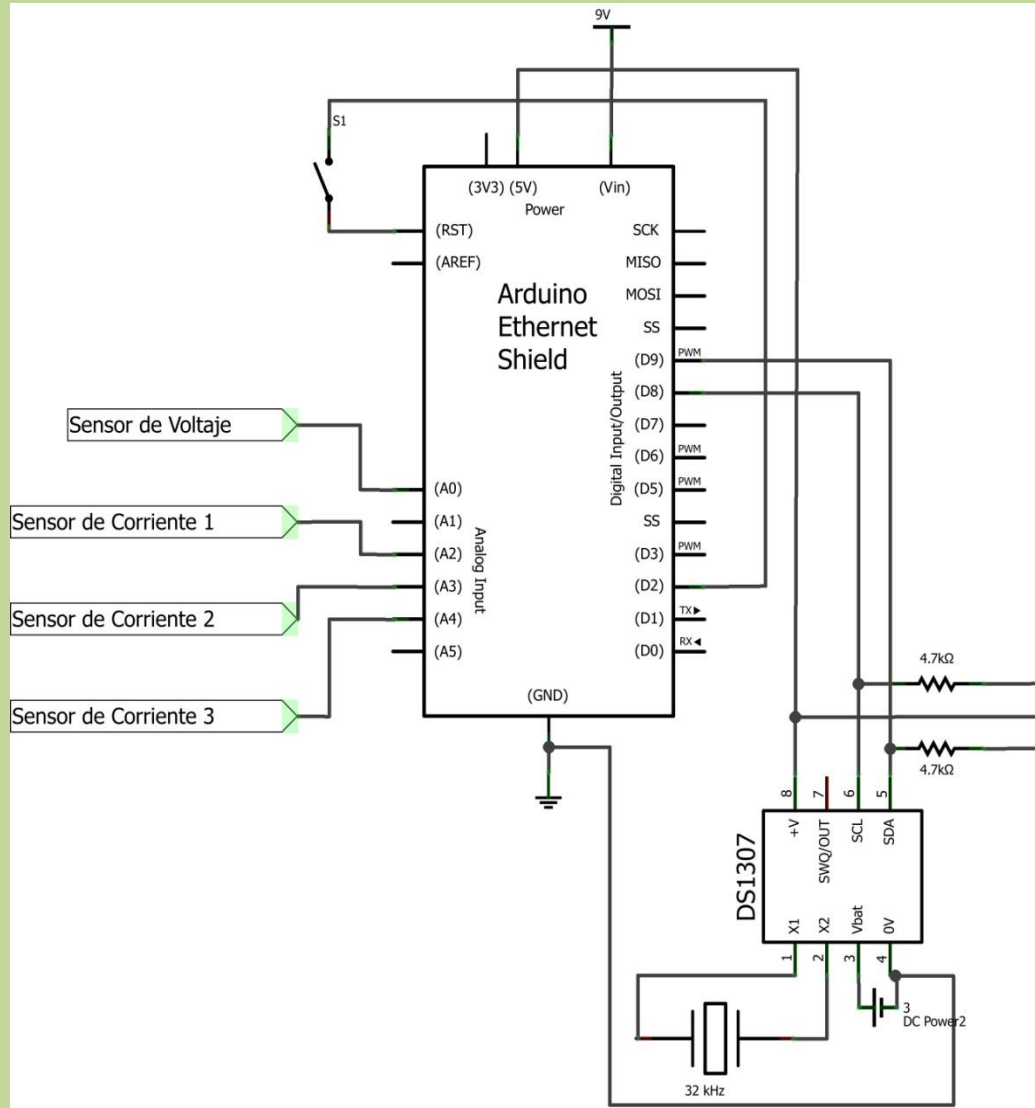 9V
S1
(3V3) (5V) (Vin)
Power
(RST)
(AREF)
SCK
MISO
MOSI
SS
Arduino
Ethernet
Shield
(D9) PWM
(D8)
(D7)
(D6) PWM
(D5) PWM
SS
(D3) PWM
(D2)
(D1) TX
(D0) RX
Digital Input/Output
Sensor de Voltaje
Sensor de Corriente 1
Sensor de Corriente 2
Sensor de Corriente 3
(A0)
(A1)
(A2)
(A3)
(A4)
(A5)
Analog Input
(GND)
4.7kΩ
4.7kΩ
8 7 6 5
+V SWQ/OUT SCL SDA
DS1307
X1 X2 Vbat 0V
1 2 3 4
3
DC Power2
32 kHz